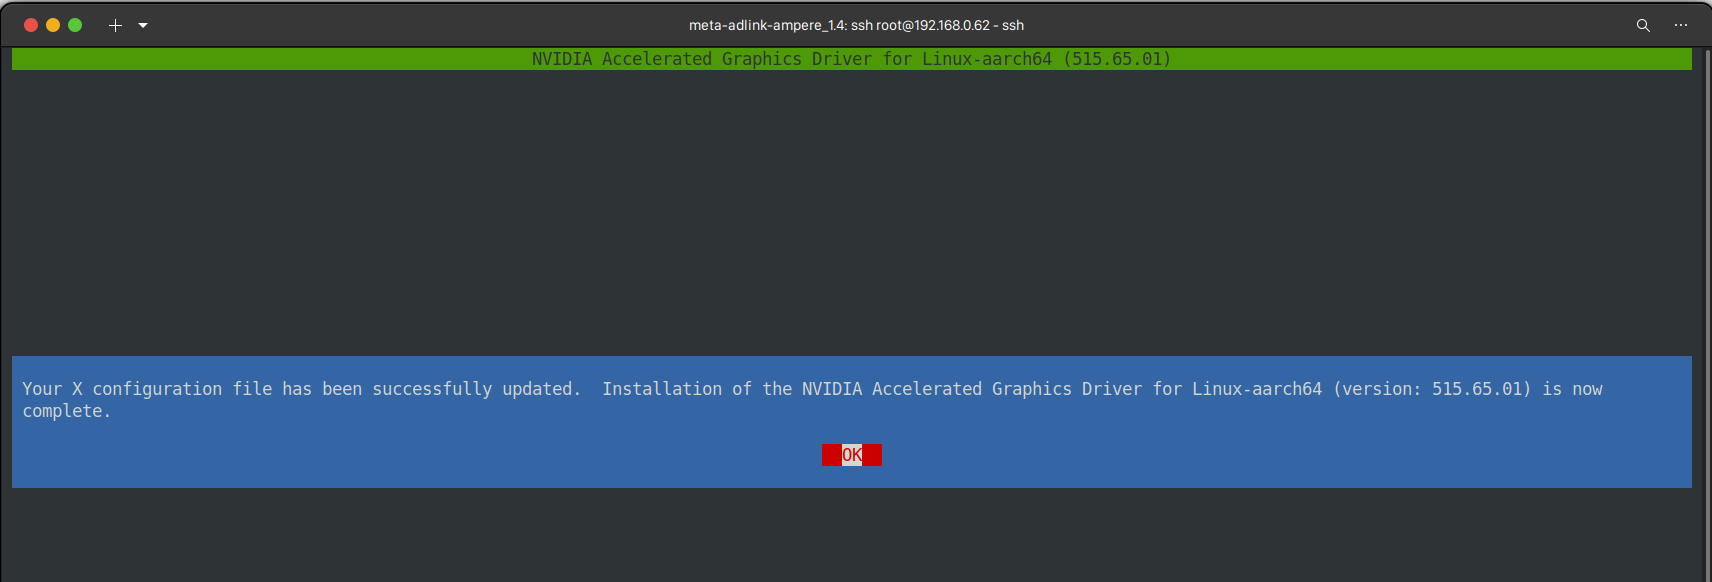 meta-adlink-ampere_1.4: ssh root@192.168.0.62 - ssh
NVIDIA Accelerated Graphics Driver for Linux-aarch64 (515.65.01)
Your X configuration file has been successfully updated.  Installation of the NVIDIA Accelerated Graphics Driver for Linux-aarch64 (version: 515.65.01) is now
complete.
OK